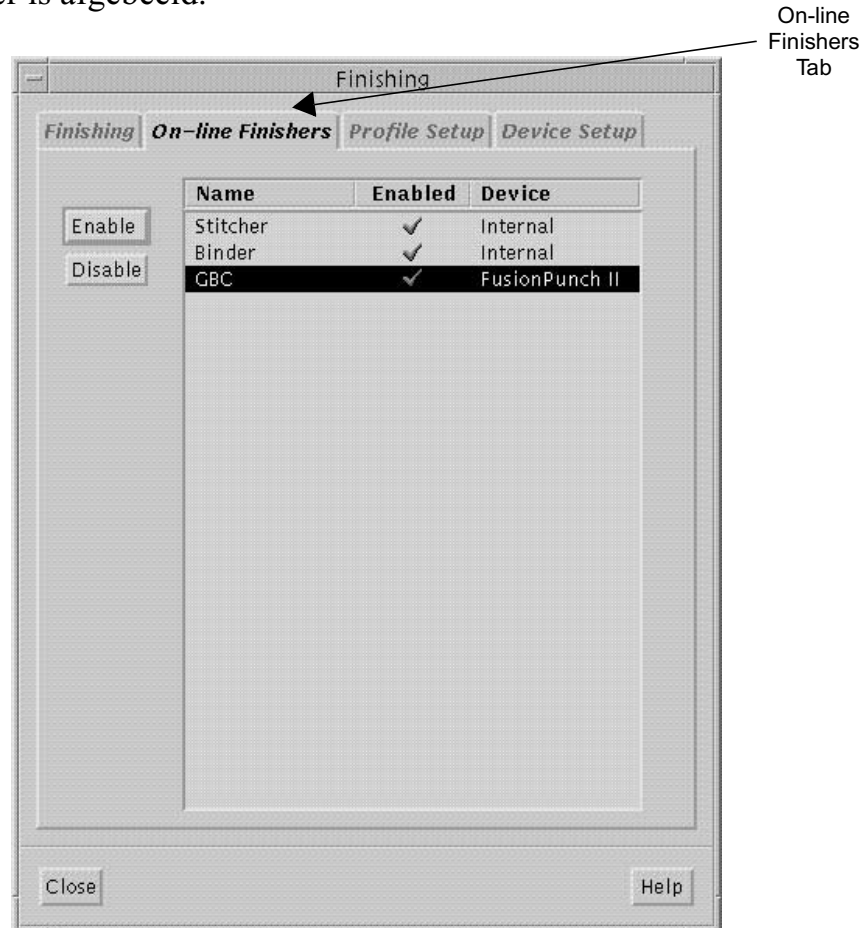 er is afgebeeld.
On-line
Finishers
Tab
Finishing
Finishing On-line Finishers Profile Setup Device Setup
Name Enabled Device
Enable
Disable
Stitcher Internal
Binder Internal
GBC FusionPunch II
Close Help